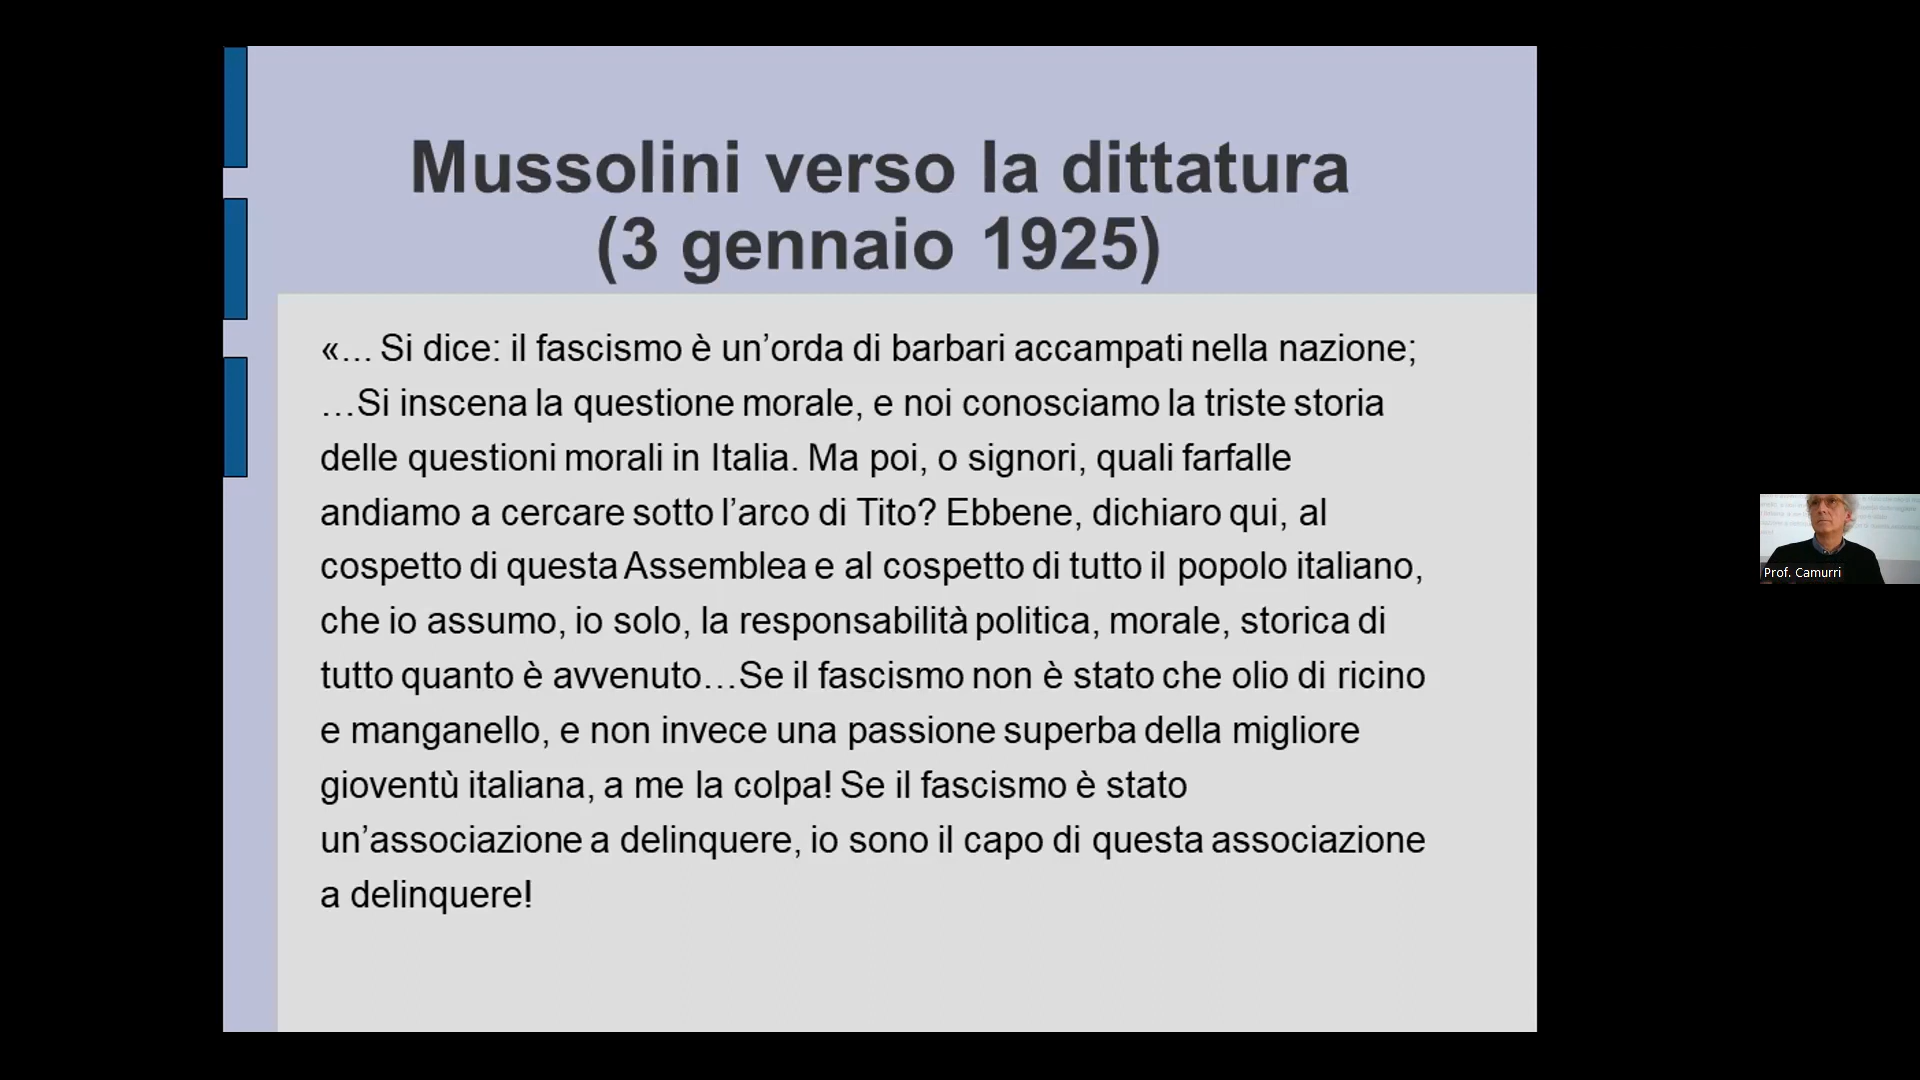 Mussolini verso la dittatura
(3 gennaio 1925)
«… Si dice: il fascismo è un’orda di barbari accampati nella nazione;
…Si inscena la questione morale, e noi conosciamo la triste storia
delle questioni morali in Italia. Ma poi, o signori, quali farfalle
andiamo a cercare sotto l’arco di Tito? Ebbene, dichiaro qui, al
cospetto di questa Assemblea e al cospetto di tutto il popolo italiano,
che io assumo, io solo, la responsabilità politica, morale, storica di
tutto quanto è avvenuto…Se il fascismo non è stato che olio di ricino
e manganello, e non invece una passione superba della migliore
gioventù italiana, a me la colpa! Se il fascismo è stato
un’associazione a delinquere, io sono il capo di questa associazione
a delinquere!
Prof. Camurri